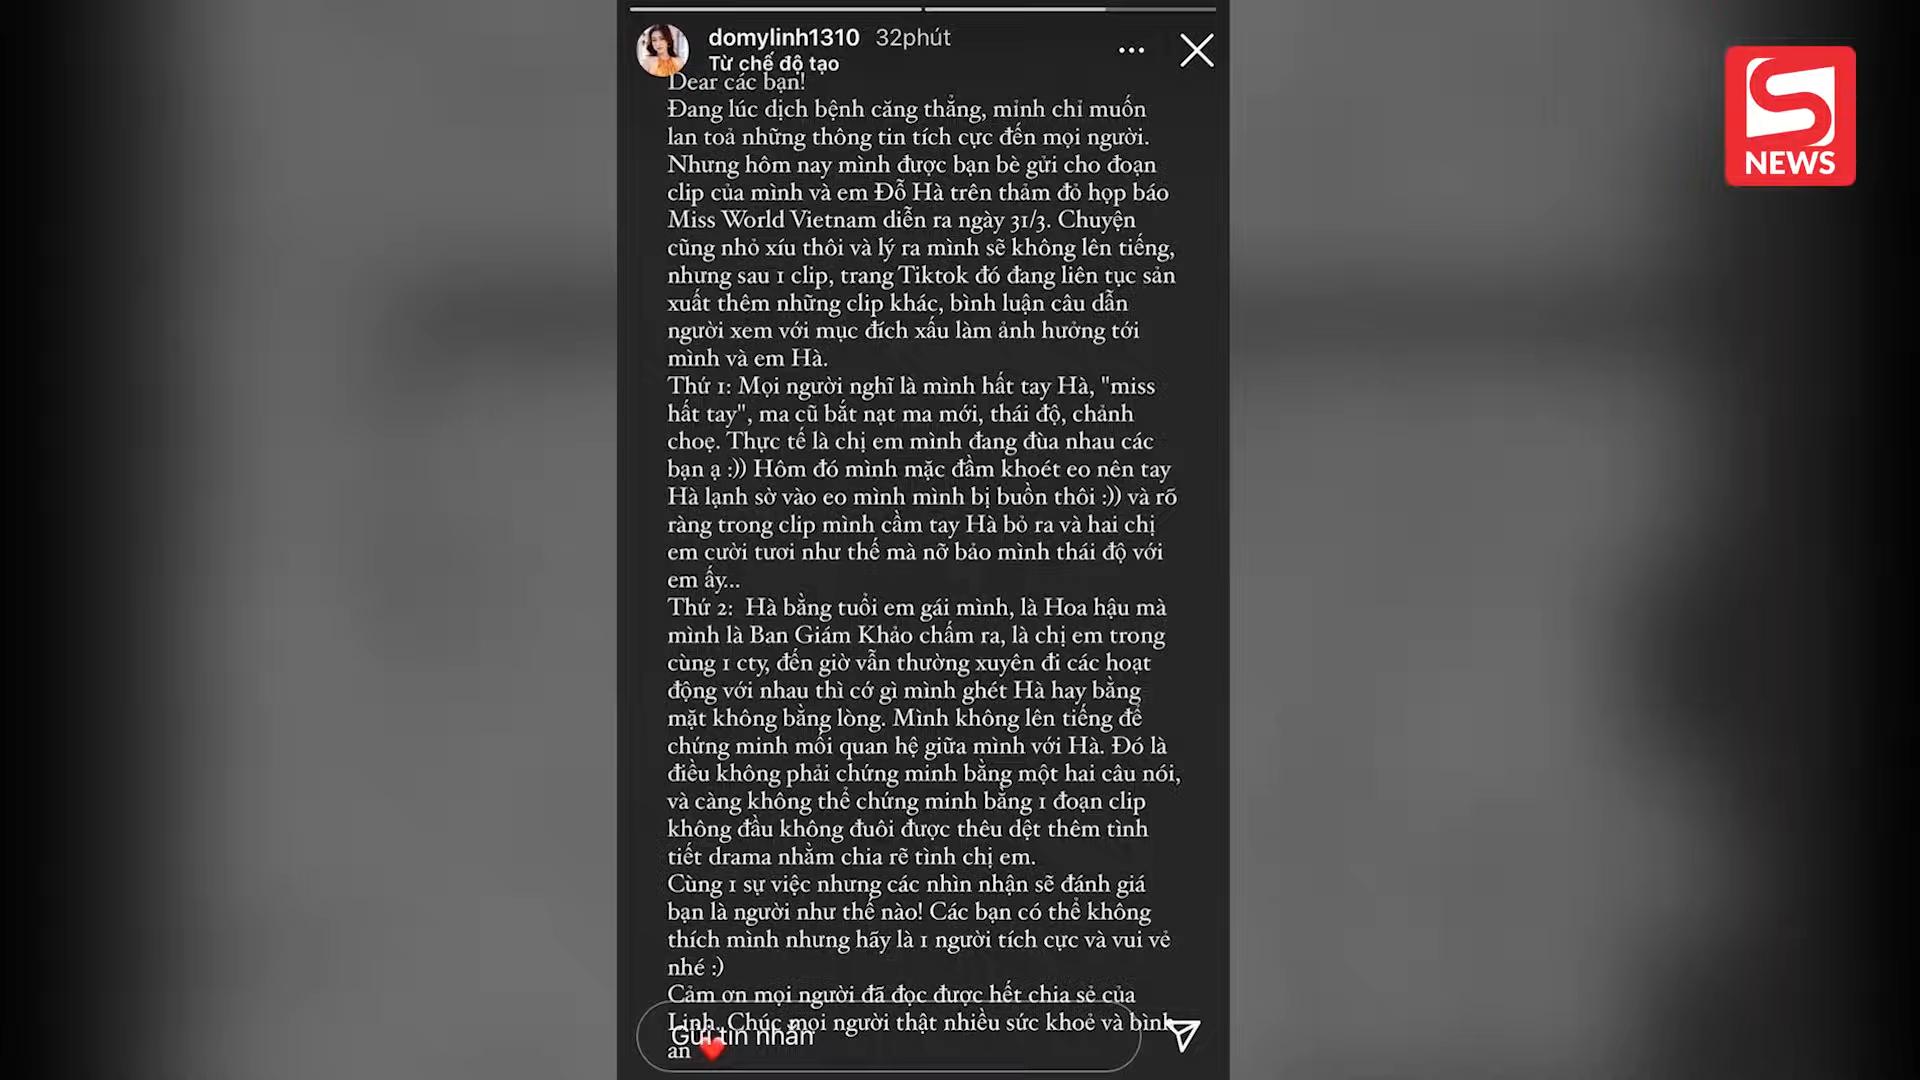 domylinh1310 32phút
Từ chế độ tạo
Dear các bạn!
Đang lúc dịch bệnh căng thẳng, mình chỉ muốn
lan toả những thông tin tích cực đến mọi người.
Nhưng hôm nay mình được bạn bè gửi cho đoạn
clip của mình và em Đỗ Hà trên thảm đỏ họp báo
Miss World Vietnam diễn ra ngày 31/3. Chuyện
cũng nhỏ xíu thôi và lý ra mình sẽ không lên tiếng,
nhưng sau 1 clip, trang Tiktok đó đang liên tục sản
xuất thêm những clip khác, bình luận câu dẫn
người xem với mục đích xấu làm ảnh hưởng tới
mình và em Hà.
Thứ 1: Mọi người nghĩ là mình hất tay Hà, "miss
hất tay", ma cũ bắt nạt ma mới, thái độ, chảnh
choẹ. Thực tế là chị em mình đang đùa nhau các
bạn ạ :)) Hôm đó mình mặc đầm khoét eo nên tay
Hà lạnh sờ vào eo mình mình bị buồn thôi :)) và rõ
ràng trong clip mình cầm tay Hà bỏ ra và hai chị
em cười tươi như thế mà nỡ bảo mình thái độ với
em ấy...
Thứ 2:  Hà bằng tuổi em gái mình, là Hoa hậu mà
mình là Ban Giám Khảo chấm ra, là chị em trong
cùng 1 cty, đến giờ vẫn thường xuyên đi các hoạt
động với nhau thì cớ gì mình ghét Hà hay bằng
mặt không bằng lòng. Mình không lên tiếng để
chứng minh mối quan hệ giữa mình với Hà. Đó là
điều không phải chứng minh bằng một hai câu nói,
và càng không thể chứng minh bằng 1 đoạn clip
không đầu không đuôi được thêu dệt thêm tình
tiết drama nhằm chia rẽ tình chị em.
Cùng 1 sự việc nhưng các nhìn nhận sẽ đánh giá
bạn là người như thế nào! Các bạn có thể không
thích mình nhưng hãy là 1 người tích cực và vui vẻ
nhé :)
Cảm ơn mọi người đã đọc được hết chia sẻ của
Linh. Chúc mọi người thật nhiều sức khoẻ và bình
an ❤️
Gửi tin nhắn
S
NEWS